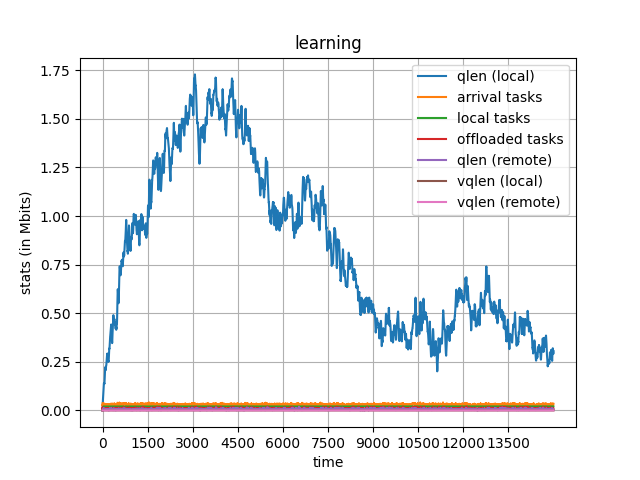 learning
stats (in Mbits)
1.75
1.50
1.25
1.00
0.75
0.50
0.25
0.00
qlen (local)
arrival tasks
local tasks
offloaded tasks
qlen (remote)
vqlen (local)
vqlen (remote)
0 1500 3000 4500 6000 7500 9000 10500 12000 13500
time